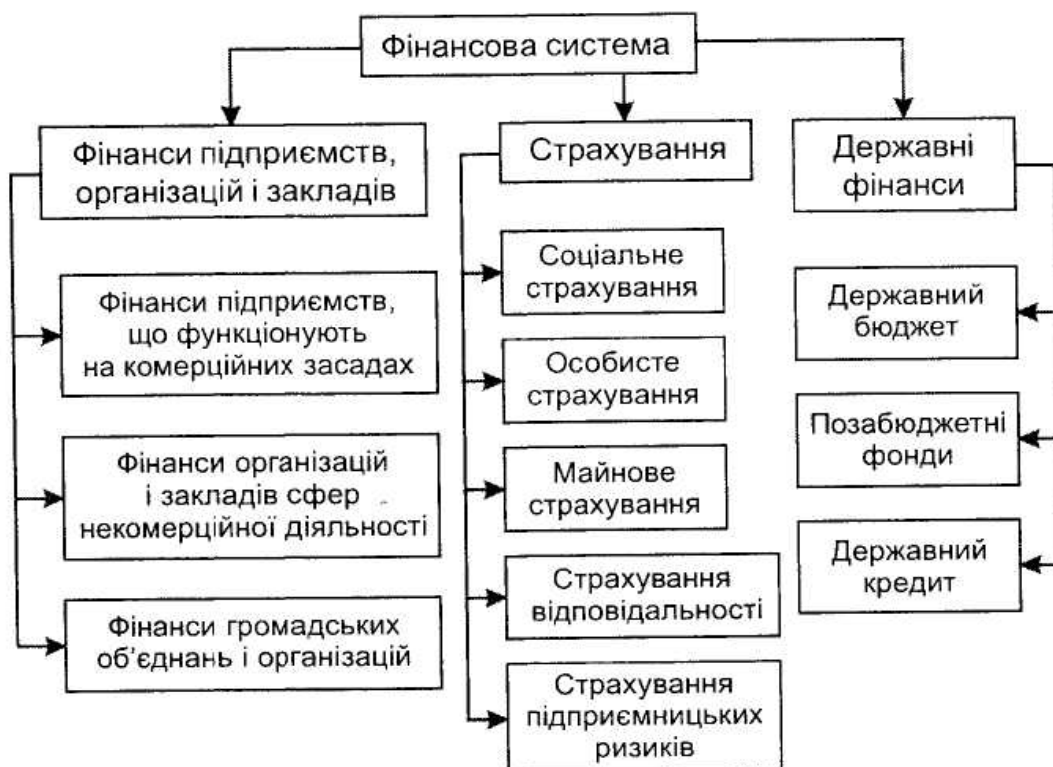 Фінансова система
Фінанси підприємств,
організацій і закладів
Фінанси підприємств,
що функціонують
на комерційних засадах
Фінанси організацій
і закладів сфер
некомерційної діяльності
Фінанси громадських
об'єднань і організацій
Страхування
Соціальне
страхування
Особисте
страхування
Майнове
страхування
Страхування
відповідальності
Страхування
підприємницьких
ризиків
Державні
фінанси
Державний
бюджет
Позабюджетні
фонди
Державний
кредит